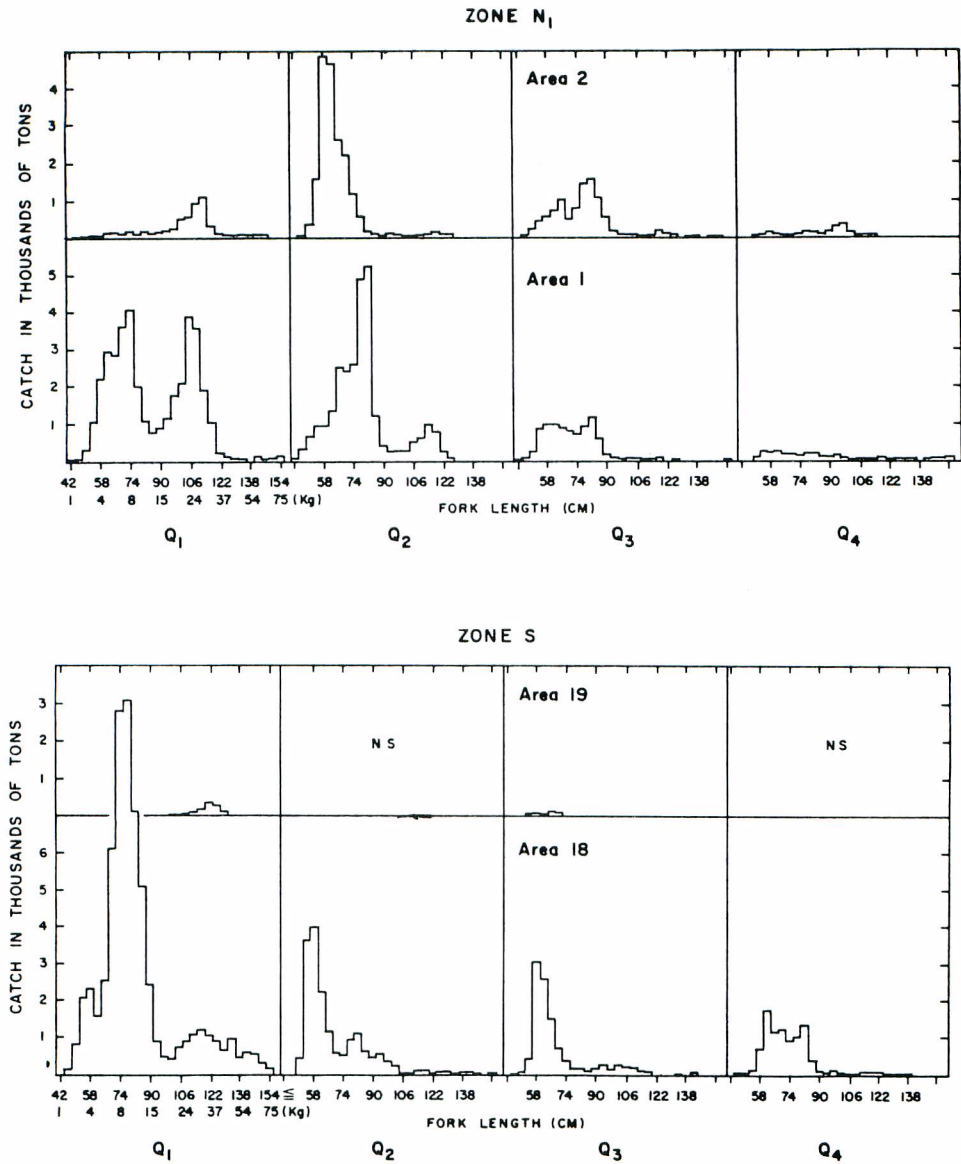 ZONE N₁
CATCH IN THOUSANDS OF TONS
4
3
2
1
Area 2
5
4
3
2
1
Area 1
42 58 74 90 106 122 138 154 58 74 90 106 122 138 58 74 90 106 122 138 58 74 90 106 122 138
1 4 8 15 24 37 54 75 (Kg)
FORK LENGTH (CM)
Q₁ Q₂ Q₃ Q₄
ZONE S
CATCH IN THOUSANDS OF TONS
3
2
1
NS
Area 19
NS
6
5
4
3
2
1
Area 18
42 58 74 90 106 122 138 154 ≦ 58 74 90 106 122 138 58 74 90 106 122 138 58 74 90 106 122 138
1 4 8 15 24 37 54 75 (Kg)
FORK LENGTH (CM)
Q₁ Q₂ Q₃ Q₄